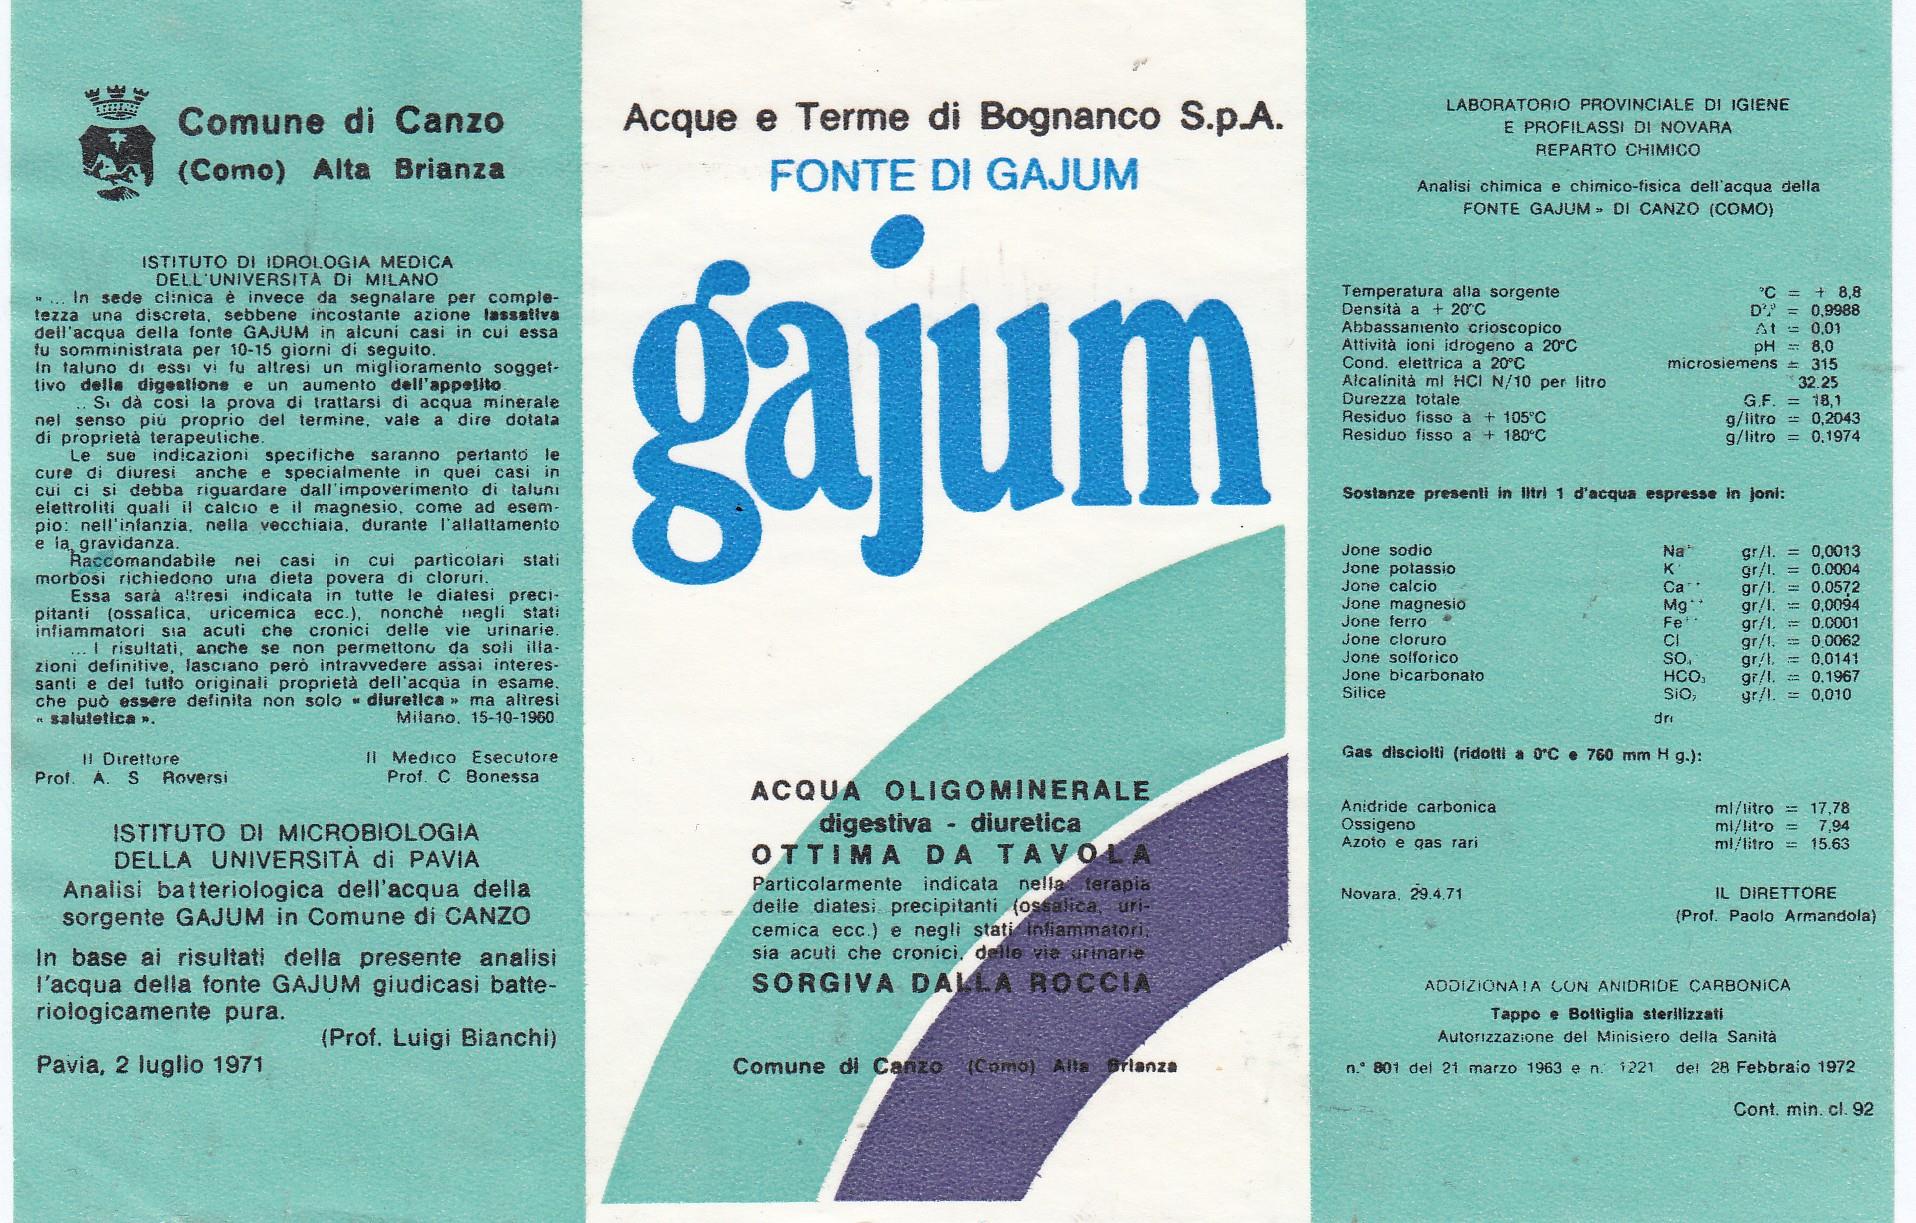 Comune di Canzo
(Como) Alta Brianza
ISTITUTO DI IDROLOGIA MEDICA
DELL'UNIVERSITÀ DI MILANO
« ... In sede clinica è invece da segnalare per comple-
tezza una discreta, sebbene incostante azione lassativa
dell'acqua della fonte GAJUM in alcuni casi in cui essa
fu somministrata per 10-15 giorni di seguito.
In taluno di essi vi fu altresì un miglioramento sogget-
tivo della digestione e un aumento dell'appetito.
... Si dà così la prova di trattarsi di acqua minerale
nel senso più proprio del termine, vale a dire dotata
di proprietà terapeutiche.
Le sue indicazioni specifiche saranno pertanto le
cure di diuresi anche e specialmente in quei casi in
cui ci si debba riguardare dall'impoverimento di taluni
elettroliti quali il calcio e il magnesio, come ad esem-
pio: nell'infanzia, nella vecchiaia, durante l'allattamento
e la gravidanza.
Raccomandabile nei casi in cui particolari stati
morbosi richiedono una dieta povera di cloruri.
Essa sarà altresì indicata in tutte le diatesi preci-
pitanti (ossalica, uricemica ecc.), nonchè negli stati
infiammatori sia acuti che cronici delle vie urinarie.
... I risultati, anche se non permettono da soli illa-
zioni definitive, lasciano però intravvedere assai interes-
santi e del tutto originali proprietà dell'acqua in esame,
che può essere definita non solo « diuretica » ma altresì
« salutetica ». Milano, 15-10-1960
Il Direttore Il Medico Esecutore
Prof. A. S Roversi Prof. C Bonessa
ISTITUTO DI MICROBIOLOGIA
DELLA UNIVERSITÀ di PAVIA
Analisi batteriologica dell'acqua della
sorgente GAJUM in Comune di CANZO
In base ai risultati della presente analisi
l'acqua della fonte GAJUM giudicasi batte-
riologicamente pura.
(Prof. Luigi Bianchi)
Pavia, 2 luglio 1971
Acque e Terme di Bognanco S.p.A.
FONTE DI GAJUM
gajum
ACQUA OLIGOMINERALE
digestiva - diuretica
OTTIMA DA TAVOLA
Particolarmente indicata nella terapia
delle diatesi precipitanti (ossalica, uri-
cemica ecc.) e negli stati infiammatori,
sia acuti che cronici, delle vie urinarie
SORGIVA DALLA ROCCIA
Comune di Canzo (Como) Alta Brianza
LABORATORIO PROVINCIALE DI IGIENE
E PROFILASSI DI NOVARA
REPARTO CHIMICO
Analisi chimica e chimico-fisica dell'acqua della
FONTE GAJUM» DI CANZO (COMO)
Temperatura alla sorgente °C = + 8,8
Densità a + 20°C = 0,9988
Abbassamento crioscopico Δt = 0,01
Attività ioni idrogeno a 20°C pH = 8,0
Cond. elettrica a 20°C microsiemens = 315
Alcalinità ml HCl N/10 per litro 32.25
Durezza totale G.F. = 18,1
Residuo fisso a + 105°C g/litro = 0,2043
Residuo fisso a + 180°C g/litro = 0,1974
Sostanze presenti in litri 1 d'acqua espresse in joni:
Jone sodio Na⁺ gr/l. = 0,0013
Jone potassio K⁺ gr/l. = 0.0004
Jone calcio Ca⁺⁺ gr/l. = 0,0572
Jone magnesio Mg⁺⁺ gr/l. = 0,0094
Jone ferro Fe⁺⁺ gr/l. = 0.0001
Jone cloruro Cl gr/l. = 0.0062
Jone solforico SO₄ gr/l. = 0,0141
Jone bicarbonato HCO₃ gr/l. = 0,1967
Silice SiO₂ gr/l. = 0,010
Gas disciolti (ridotti a 0°C e 760 mm H g.):
Anidride carbonica ml/litro = 17,78
Ossigeno ml/litro = 7,94
Azoto e gas rari ml/litro = 15.63
Novara, 29.4.71 IL DIRETTORE
(Prof. Paolo Armandola)
ADDIZIONATA CON ANIDRIDE CARBONICA
Tappo e Bottiglia sterilizzati
Autorizzazione del Minisiero della Sanità
n.° 801 del 21 marzo 1963 e n. 1221 del 28 Febbraio 1972
Cont. min. cl. 92